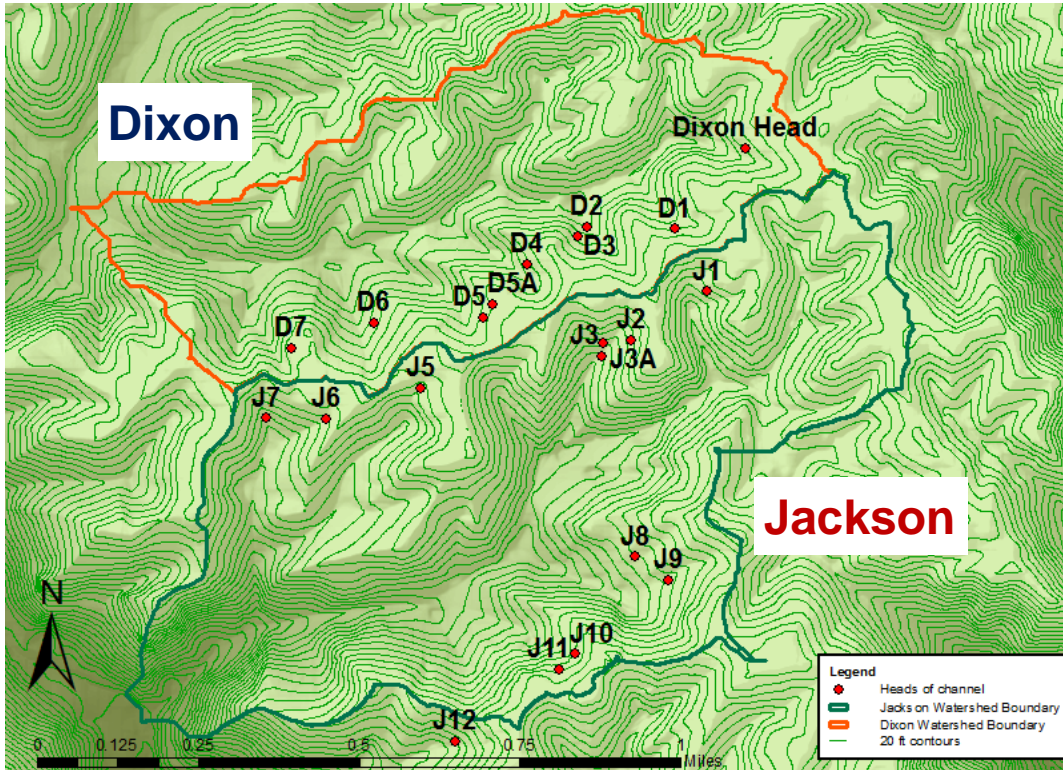 Dixon
Dixon Head
D2
D1
D3
D4
D5A
D5
D6
D7
J1
J2
J3
J3A
J5
J7
J6
Jackson
J8
J9
N
J10
J11
J12
0
0.125
0.25
0.5
0.75
1
Miles
Legend
Heads of channel
Jackson Watershed Boundary
Dixon Watershed Boundary
20 ft contours